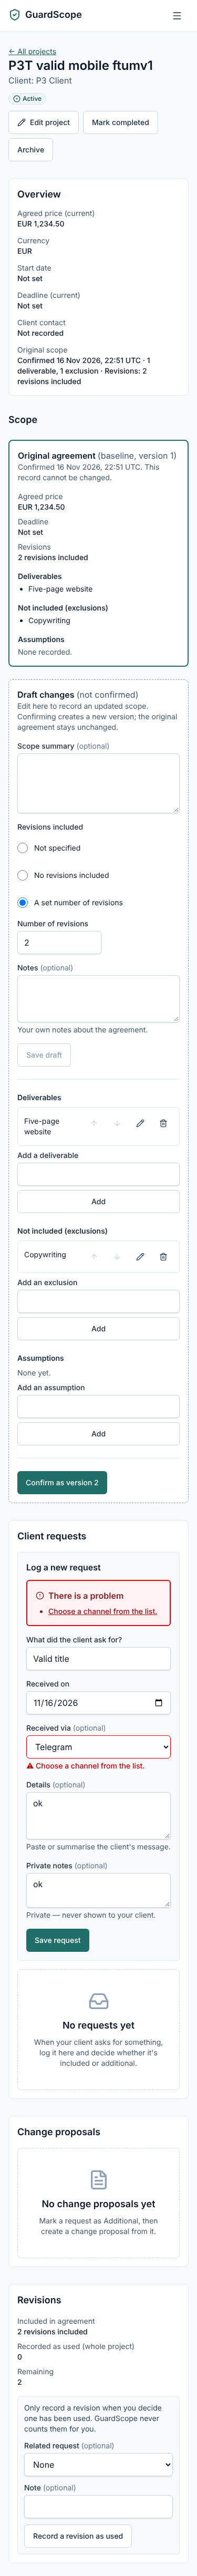 GuardScope
← All projects
P3T valid mobile ftumv1
Client: P3 Client
Active
Edit project
Mark completed
Archive
Overview
Agreed price (current)
EUR 1,234.50
Currency
EUR
Start date
Not set
Deadline (current)
Not set
Client contact
Not recorded
Original scope
Confirmed 16 Nov 2026, 22:51 UTC · 1
deliverable, 1 exclusion · Revisions: 2
revisions included
Scope
Original agreement (baseline, version 1)
Confirmed 16 Nov 2026, 22:51 UTC. This
record cannot be changed.
Agreed price
EUR 1,234.50
Deadline
Not set
Revisions
2 revisions included
Deliverables
• Five-page website
Not included (exclusions)
• Copywriting
Assumptions
None recorded.
Draft changes (not confirmed)
Edit here to record an updated scope.
Confirming creates a new version; the original
agreement stays unchanged.
Scope summary (optional)
Revisions included
Not specified
No revisions included
A set number of revisions
Number of revisions
2
Notes (optional)
Your own notes about the agreement.
Save draft
Deliverables
Five-page
website
Add a deliverable
Add
Not included (exclusions)
Copywriting
Add an exclusion
Add
Assumptions
None yet.
Add an assumption
Add
Confirm as version 2
Client requests
Log a new request
There is a problem
• Choose a channel from the list.
What did the client ask for?
Valid title
Received on
11/16/2026
Received via (optional)
Telegram
Choose a channel from the list.
Details (optional)
ok
Paste or summarise the client's message.
Private notes (optional)
ok
Private — never shown to your client.
Save request
No requests yet
When your client asks for something,
log it here and decide whether it's
included or additional.
Change proposals
No change proposals yet
Mark a request as Additional, then
create a change proposal from it.
Revisions
Included in agreement
2 revisions included
Recorded as used (whole project)
0
Remaining
2
Only record a revision when you decide
one has been used. GuardScope never
counts them for you.
Related request (optional)
None
Note (optional)
Record a revision as used